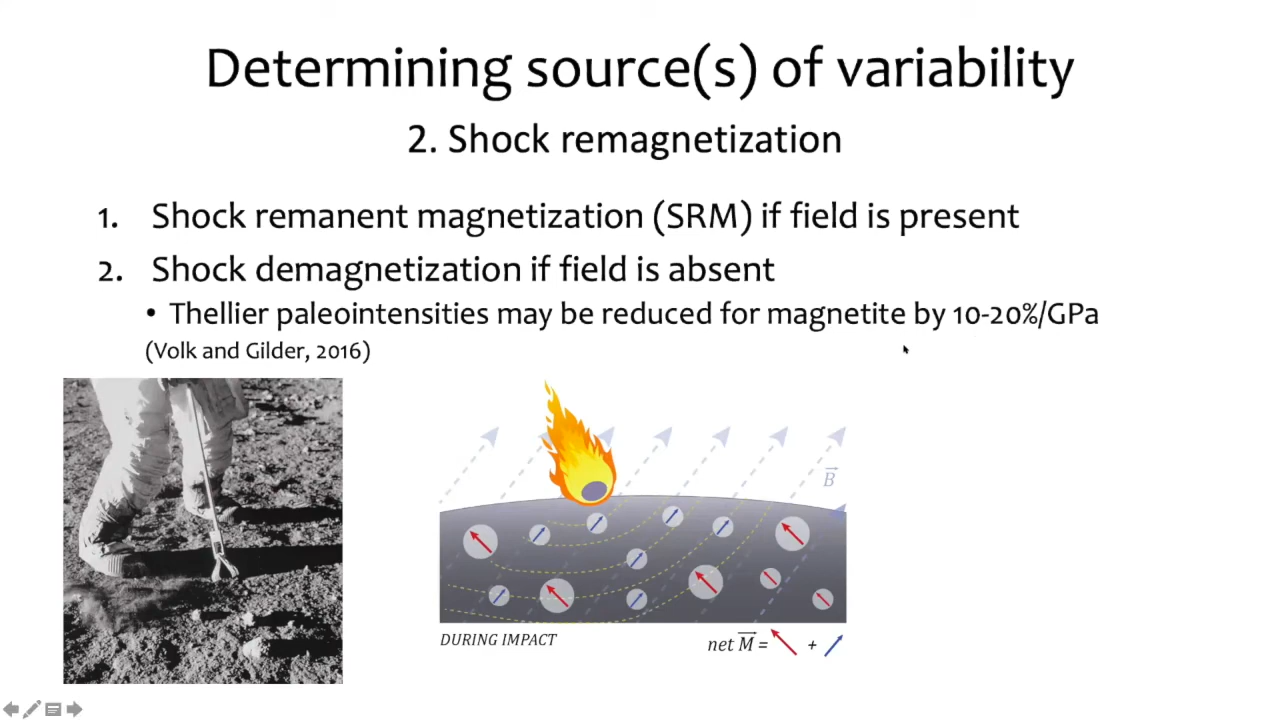 Determining source(s) of variability
2. Shock remagnetization
1. Shock remanent magnetization (SRM) if field is present
2. Shock demagnetization if field is absent
• Thellier paleointensities may be reduced for magnetite by 10-20%/GPa
(Volk and Gilder, 2016)
B
DURING IMPACT
net M = +